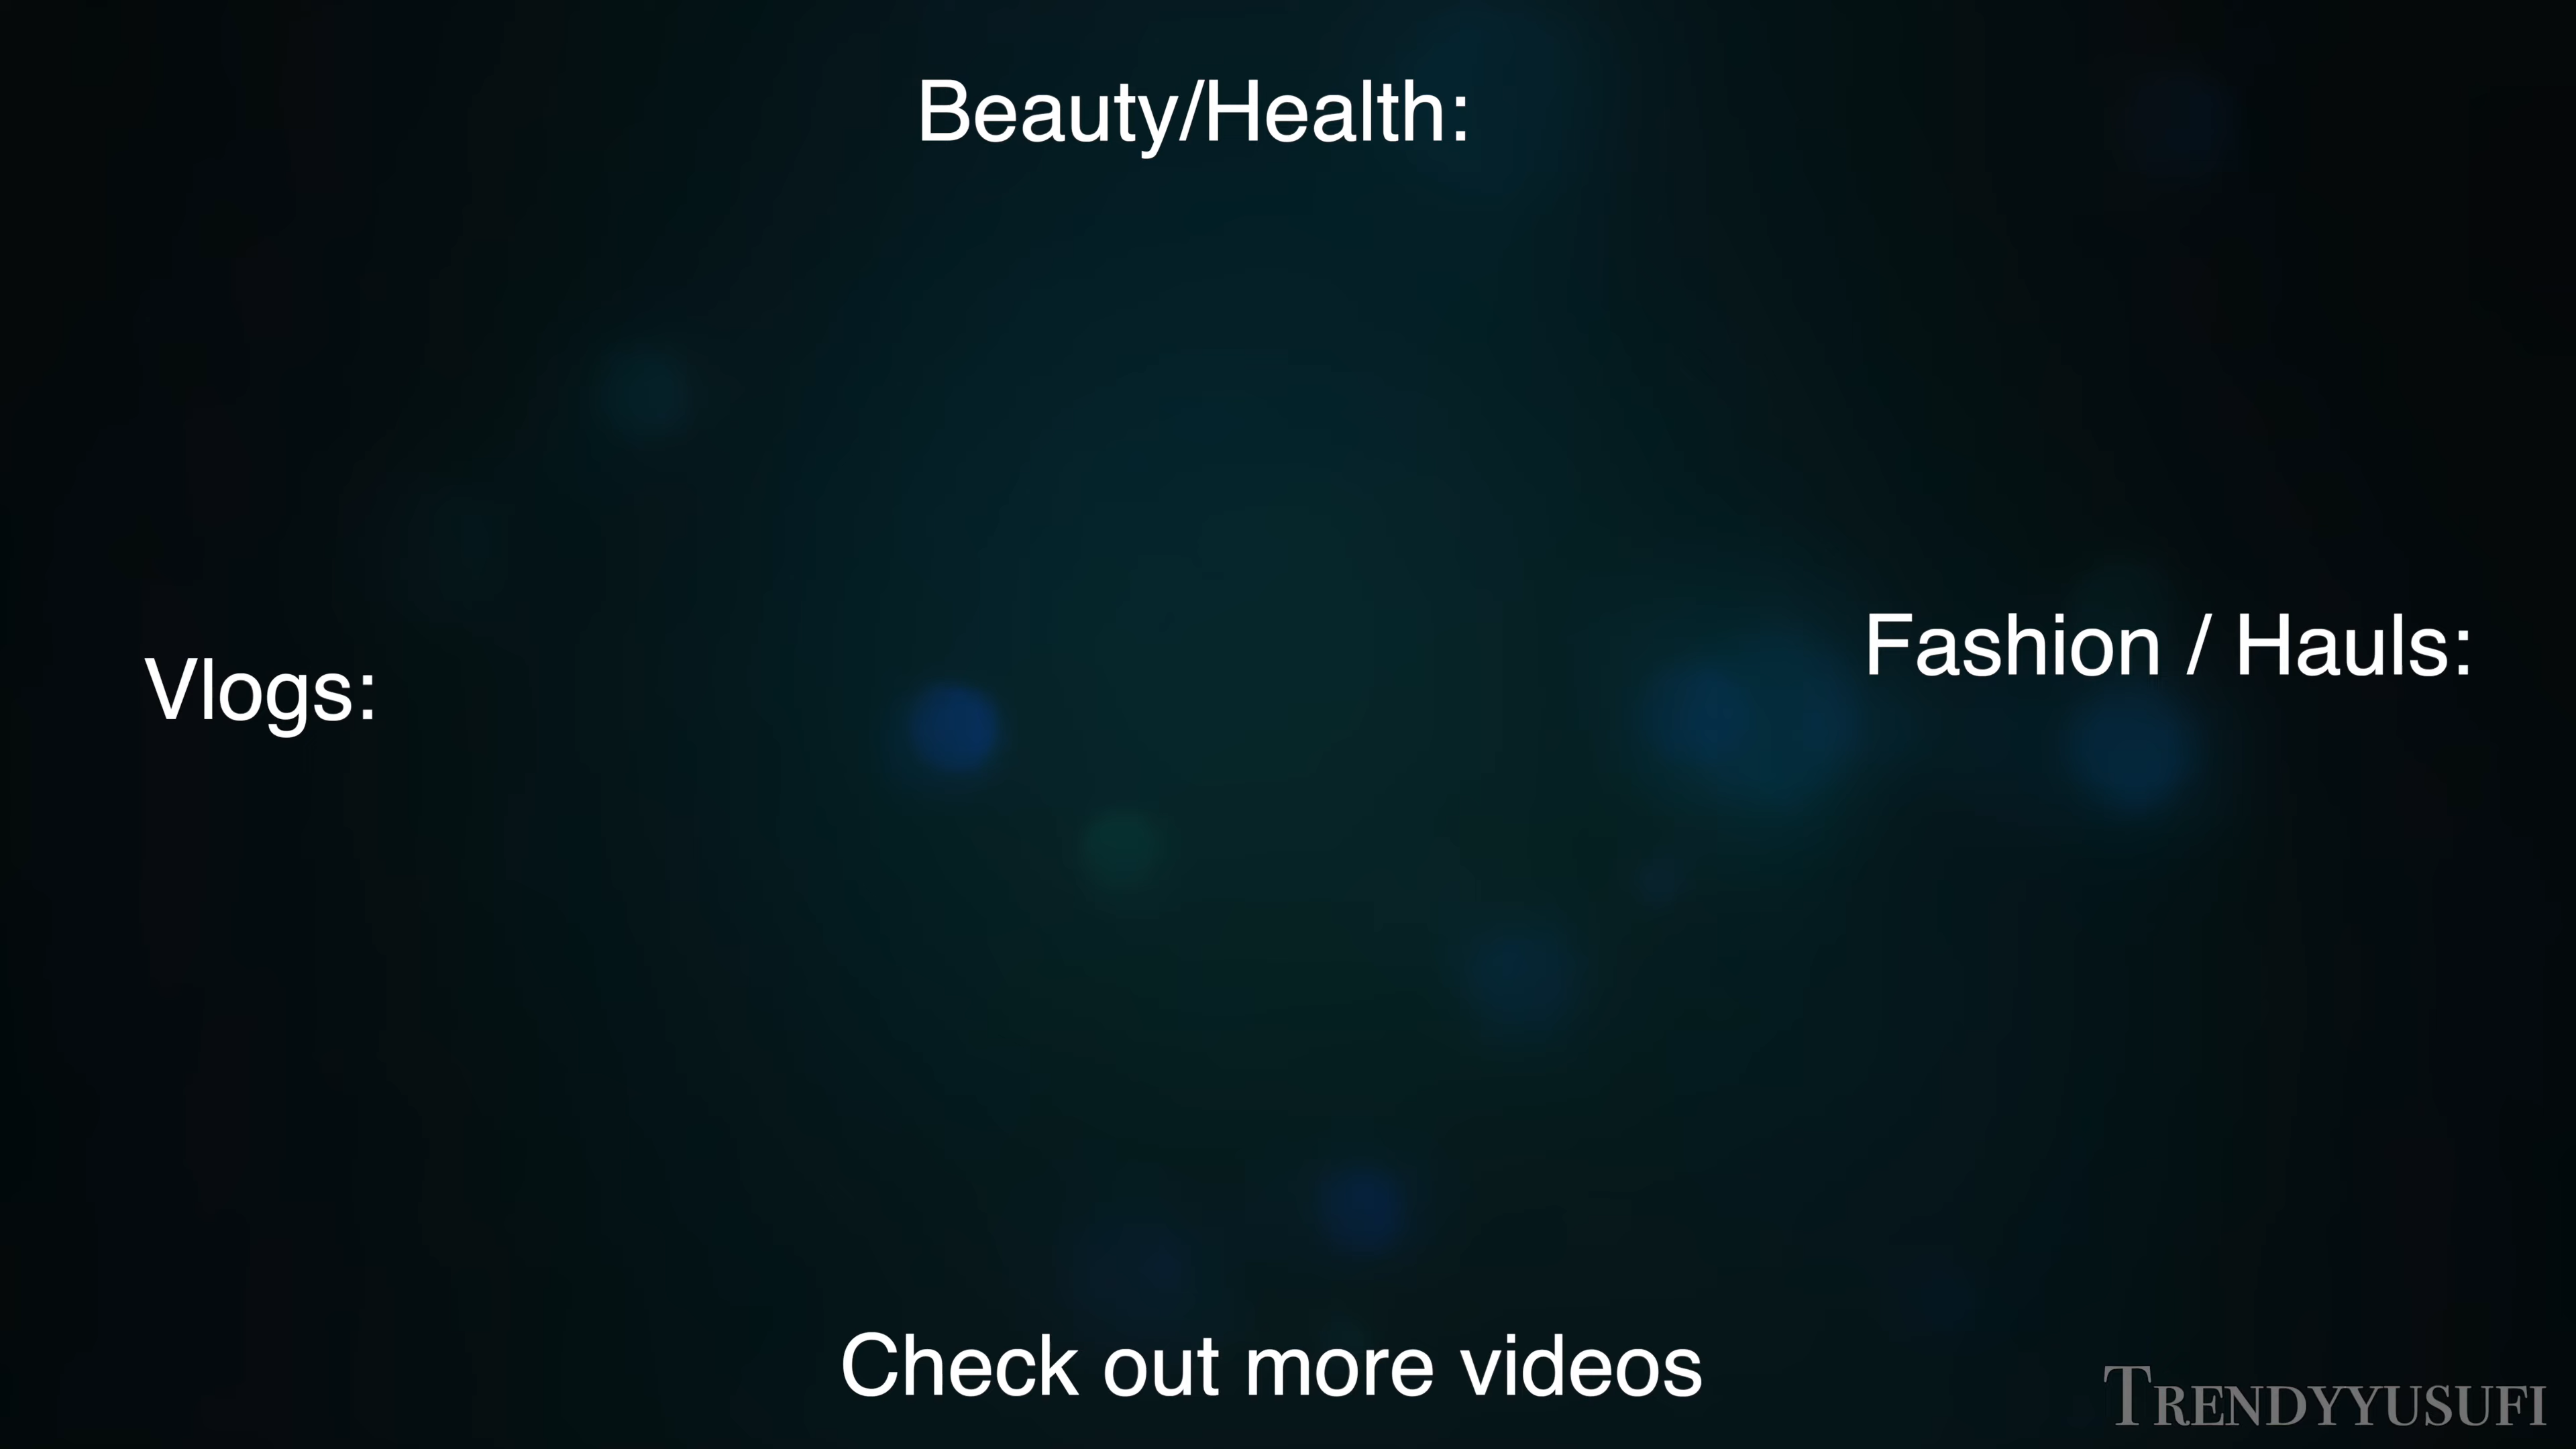 Beauty/Health:
Fashion / Hauls:
Vlogs:
Check out more videos
TRENDYYUSUFI